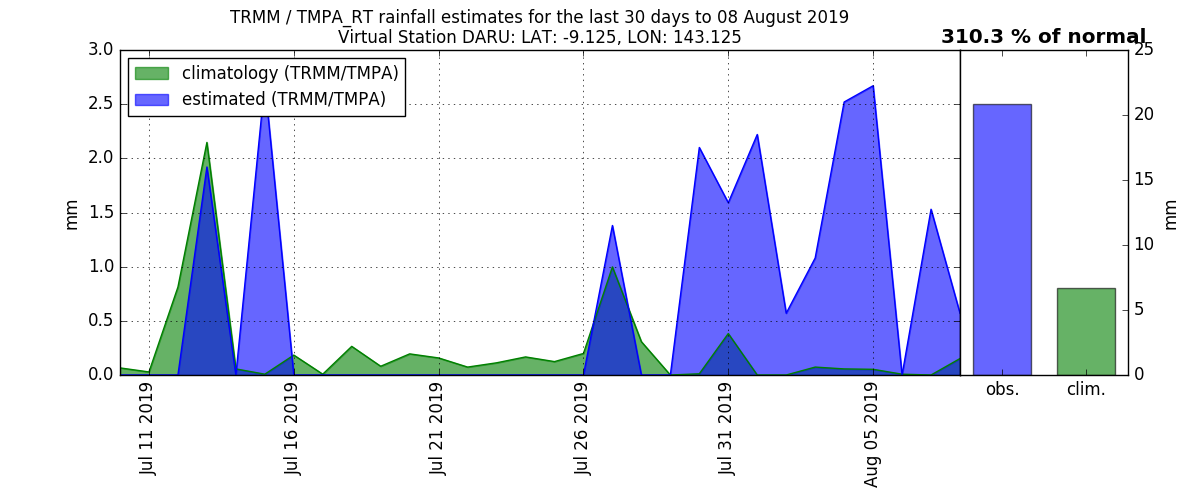 TRMM / TMPA_RT rainfall estimates for the last 30 days to 08 August 2019
Virtual Station DARU: LAT: -9.125, LON: 143.125
310.3 % of normal
climatology (TRMM/TMPA)
estimated (TRMM/TMPA)
3.0
2.5
2.0
1.5
1.0
0.5
0.0
mm
Jul 11 2019
Jul 16 2019
Jul 21 2019
Jul 26 2019
Jul 31 2019
Aug 05 2019
obs.
clim.
25
20
15
10
5
0
mm